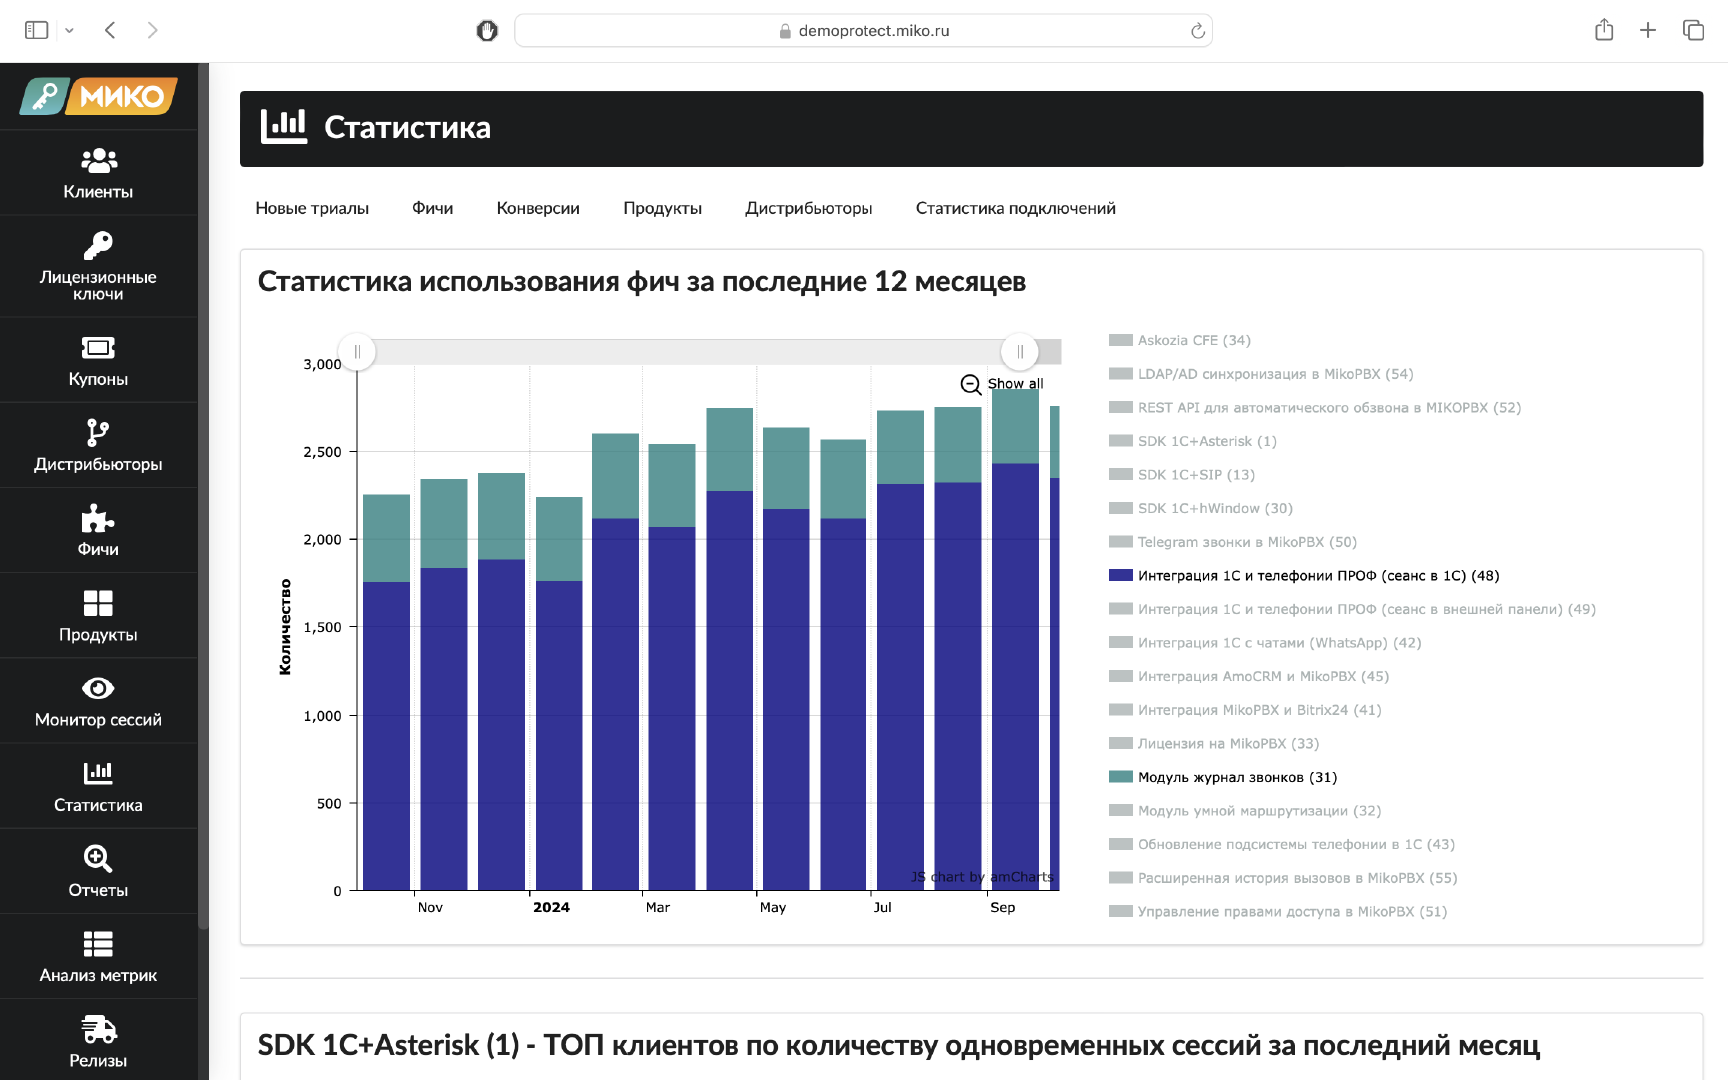 demoprotect.miko.ru
МИКО
Клиенты
Лицензионные
ключи
Купоны
Дистрибьюторы
Фичи
Продукты
Монитор сессий
Статистика
Отчеты
Анализ метрик
Релизы
Статистика
Новые триалы
Фичи
Конверсии
Продукты
Дистрибьюторы
Статистика подключений
Статистика использования фич за последние 12 месяцев
Количество
3,000
2,500
2,000
1,500
1,000
500
0
Show all
JS chart by amCharts
Nov
2024
Mar
May
Jul
Sep
Askozia CFE (34)
LDAP/AD синхронизация в MikoPBX (54)
REST API для автоматического обзвона в MIKOPBX (52)
SDK 1C+Asterisk (1)
SDK 1C+SIP (13)
SDK 1C+hWindow (30)
Telegram звонки в MikoPBX (50)
Интеграция 1С и телефонии ПРОФ (сеанс в 1С) (48)
Интеграция 1С и телефонии ПРОФ (сеанс в внешней панели) (49)
Интеграция 1С с чатами (WhatsApp) (42)
Интеграция AmoCRM и MikoPBX (45)
Интеграция MikoPBX и Bitrix24 (41)
Лицензия на MikoPBX (33)
Модуль журнал звонков (31)
Модуль умной маршрутизации (32)
Обновление подсистемы телефонии в 1С (43)
Расширенная история вызовов в MikoPBX (55)
Управление правами доступа в MikoPBX (51)
SDK 1C+Asterisk (1) - ТОП клиентов по количеству одновременных сессий за последний месяц